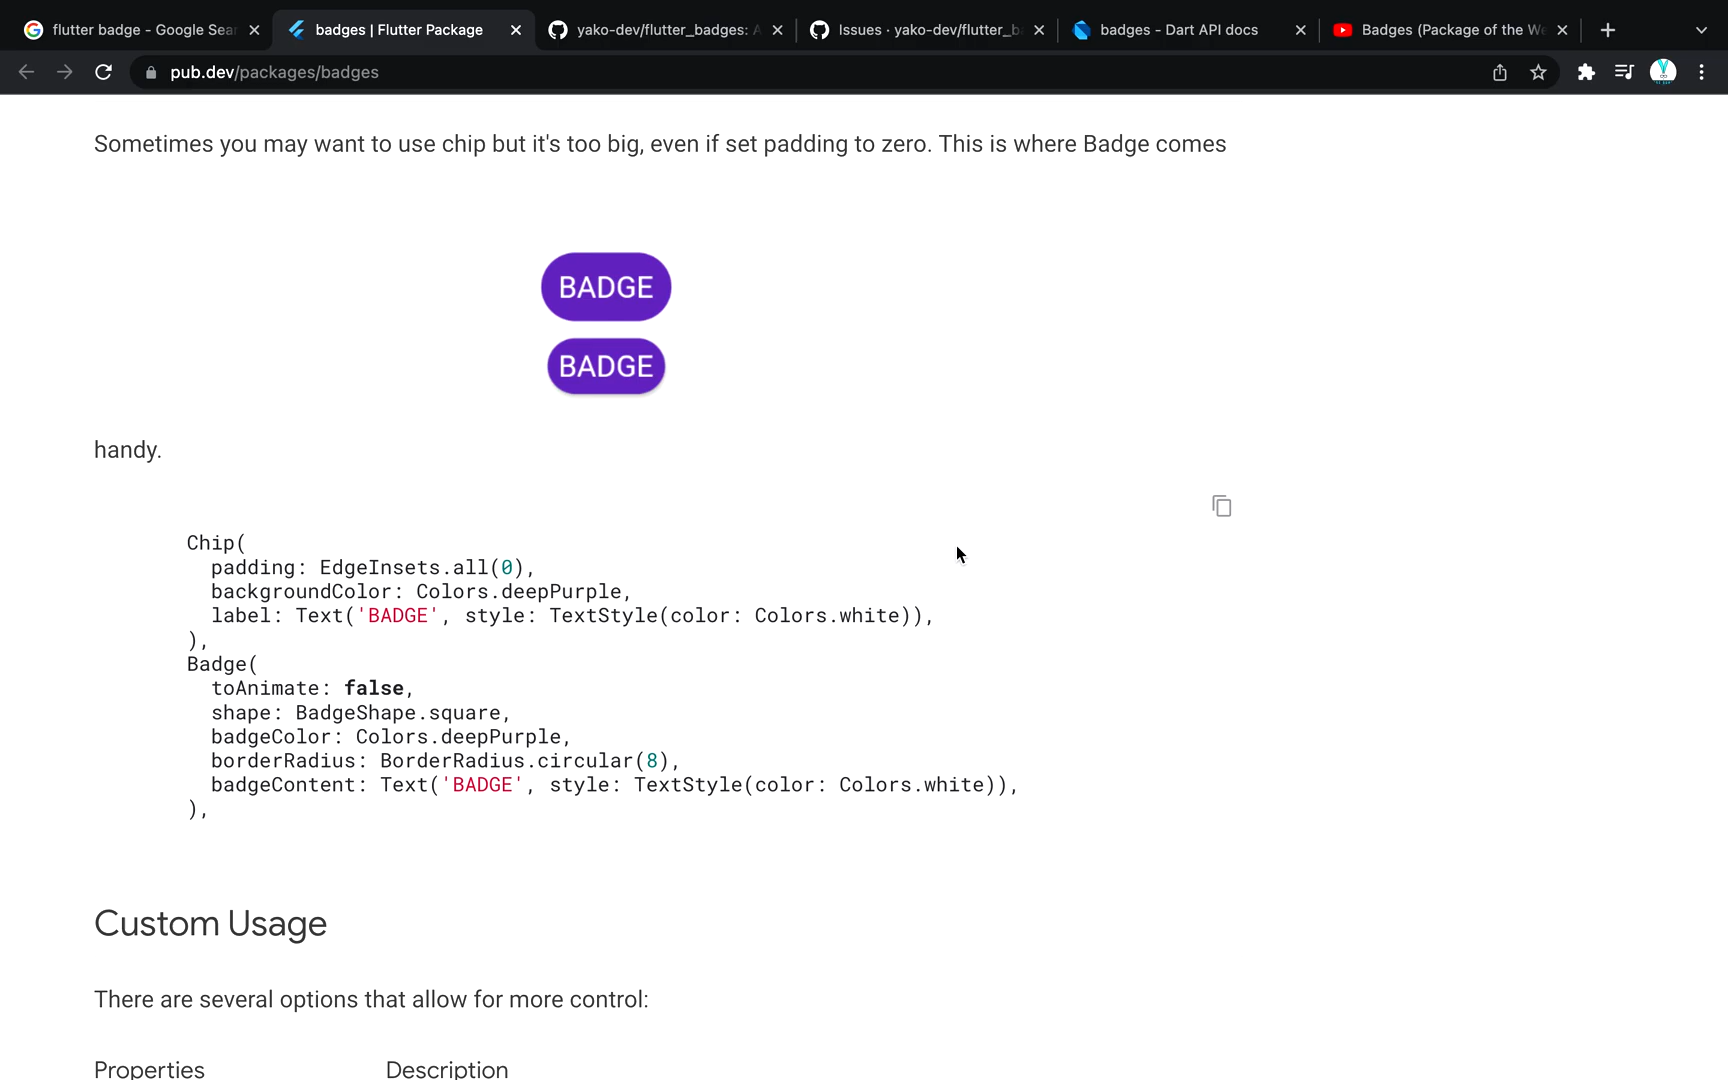 flutter badge - Google Sear
badges | Flutter Package
yako-dev/flutter_badges: A
Issues · yako-dev/flutter_b
badges - Dart API docs
Badges (Package of the We
pub.dev/packages/badges
Sometimes you may want to use chip but it's too big, even if set padding to zero. This is where Badge comes
BADGE
BADGE
handy.
Chip(
  padding: EdgeInsets.all(0),
  backgroundColor: Colors.deepPurple,
  label: Text('BADGE', style: TextStyle(color: Colors.white)),
),
Badge(
  toAnimate: false,
  shape: BadgeShape.square,
  badgeColor: Colors.deepPurple,
  borderRadius: BorderRadius.circular(8),
  badgeContent: Text('BADGE', style: TextStyle(color: Colors.white)),
),
Custom Usage
There are several options that allow for more control:
Properties Description